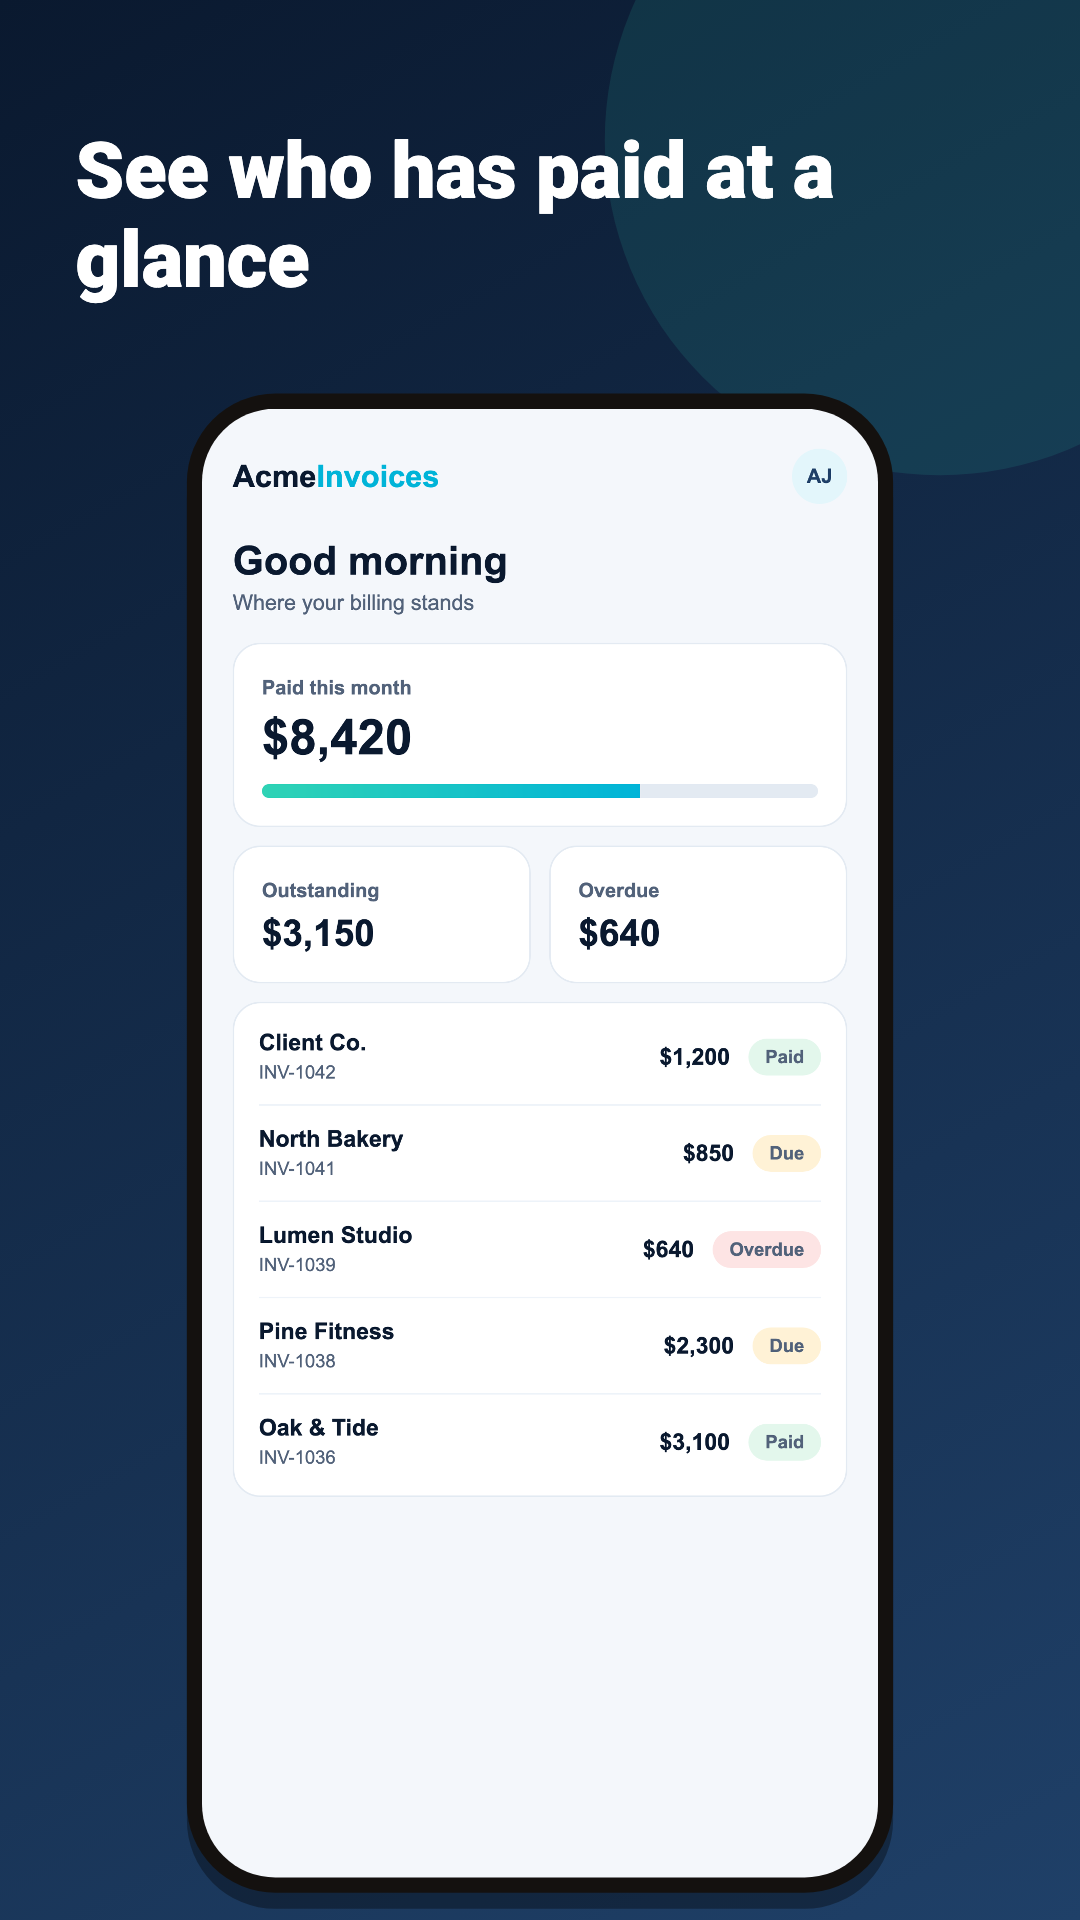 See who has paid at a
glance
AcmeInvoices
AJ
Good morning
Where your billing stands
Paid this month
$8,420
Outstanding
$3,150
Overdue
$640
Client Co.
INV-1042
$1,200
Paid
North Bakery
INV-1041
$850
Due
Lumen Studio
INV-1039
$640
Overdue
Pine Fitness
INV-1038
$2,300
Due
Oak & Tide
INV-1036
$3,100
Paid